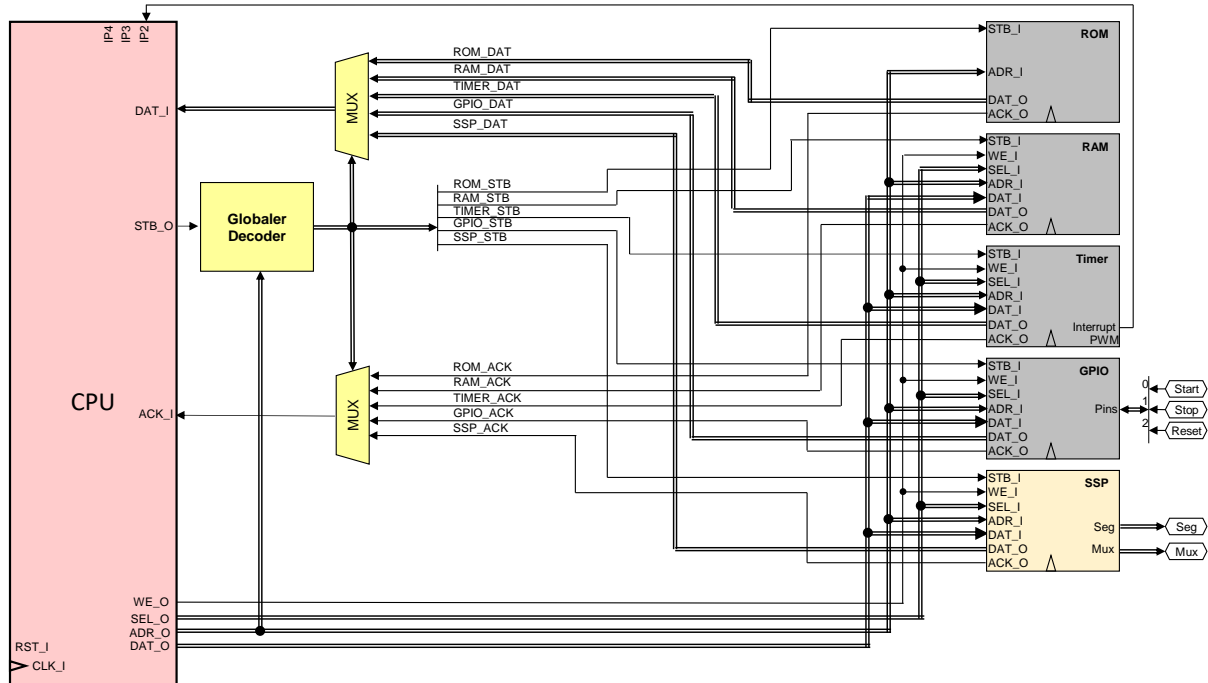 IP4
IP3
IP2
DAT_I
STB_O
ACK_I
CPU
WE_O
SEL_O
ADR_O
DAT_O
RST_I
CLK_I
Globaler
Decoder
MUX
ROM_DAT
RAM_DAT
TIMER_DAT
GPIO_DAT
SSP_DAT
ROM_STB
RAM_STB
TIMER_STB
GPIO_STB
SSP_STB
MUX
ROM_ACK
RAM_ACK
TIMER_ACK
GPIO_ACK
SSP_ACK
ROM
STB_I
ADR_I
DAT_O
ACK_O
RAM
STB_I
WE_I
SEL_I
ADR_I
DAT_I
DAT_O
ACK_O
Timer
STB_I
WE_I
SEL_I
ADR_I
DAT_I
DAT_O
ACK_O
Interrupt
PWM
GPIO
STB_I
WE_I
SEL_I
ADR_I
DAT_I
DAT_O
ACK_O
Pins
0
1
2
Start
Stop
Reset
SSP
STB_I
WE_I
SEL_I
ADR_I
DAT_I
DAT_O
ACK_O
Seg
Mux
Seg
Mux